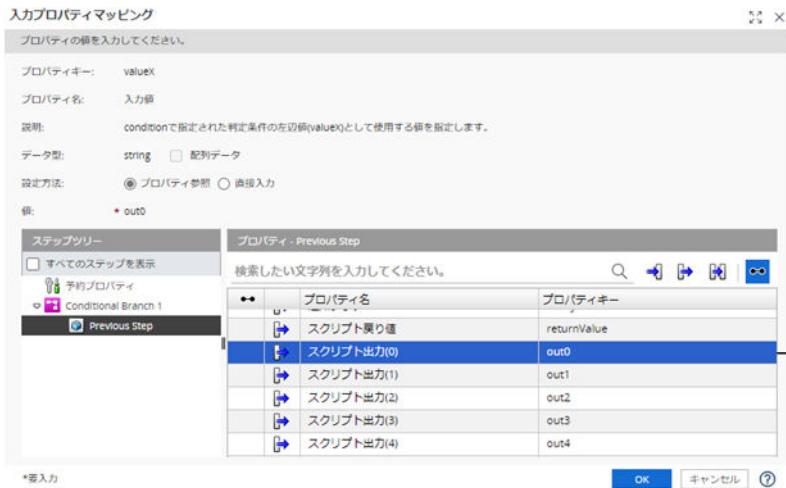 入力プロパティマッピング
プロパティの値を入力してください。
プロパティキー: valueX
プロパティ名: 入力値
説明: conditionで指定された判定条件の左辺値(valueX)として使用する値を指定します。
データ型: string 配列データ
設定方法: プロパティ参照 直接入力
値: * out0
ステップツリー
すべてのステップを表示
予約プロパティ
Conditional Branch 1
Previous Step
プロパティ - Previous Step
検索したい文字列を入力してください。
プロパティ名 プロパティキー
スクリプト戻り値 returnValue
スクリプト出力(0) out0
スクリプト出力(1) out1
スクリプト出力(2) out2
スクリプト出力(3) out3
スクリプト出力(4) out4
*要入力
OK キャンセル ?